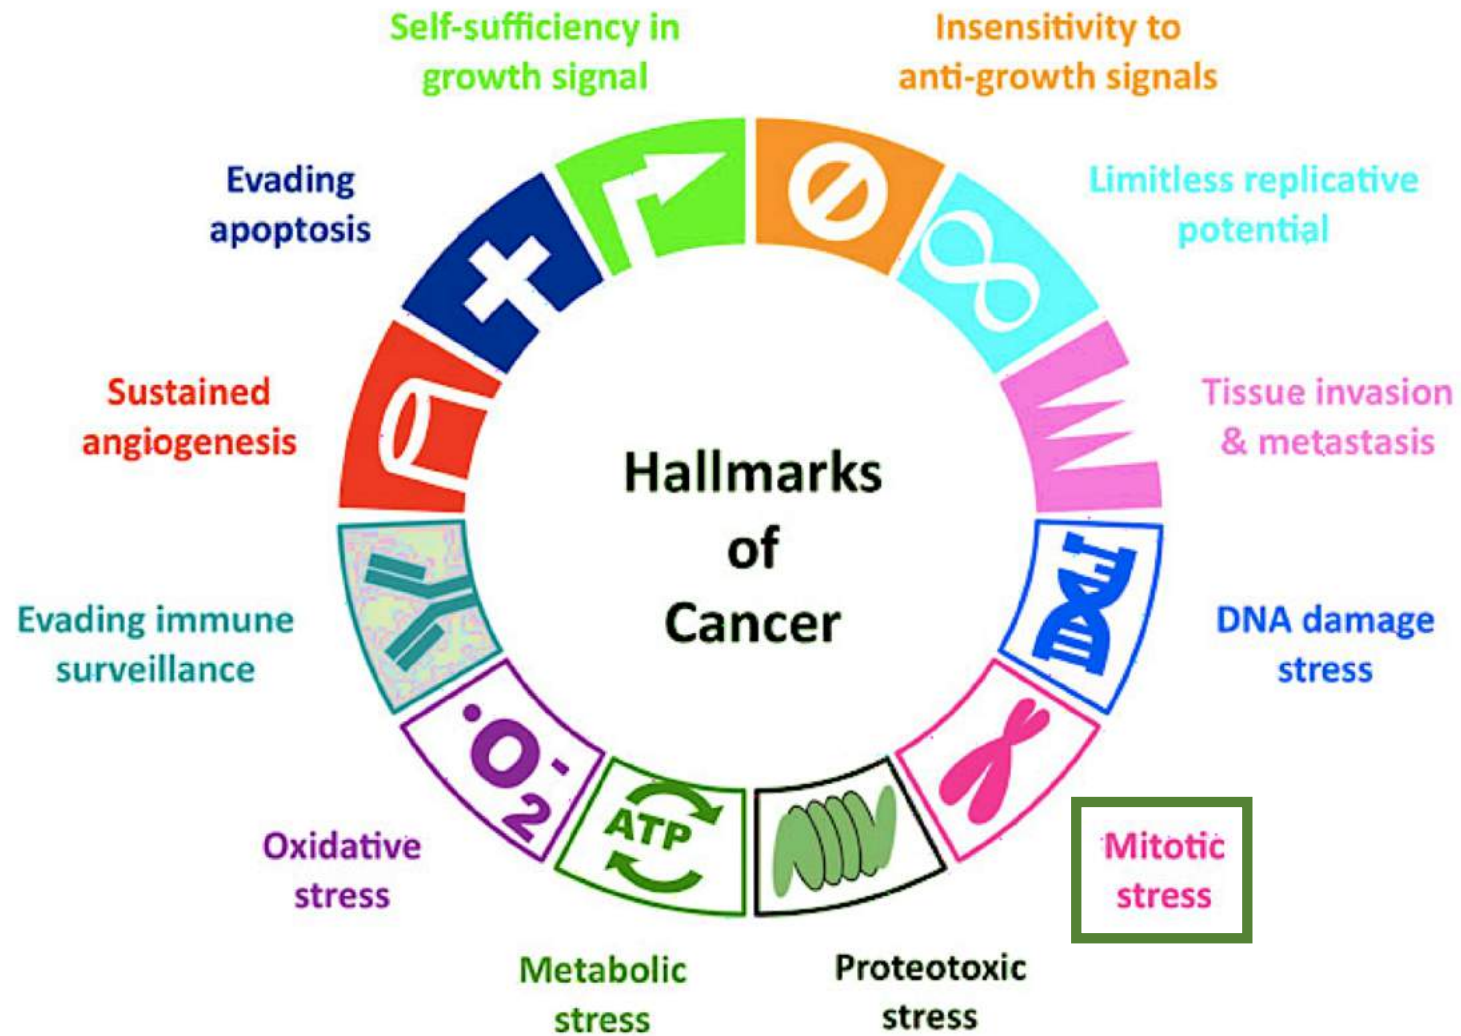 Self-sufficiency in
growth signal
Insensitivity to
anti-growth signals
Evading
apoptosis
Limitless replicative
potential
Sustained
angiogenesis
Tissue invasion
& metastasis
Hallmarks
of
Cancer
Evading immune
surveillance
DNA damage
stress
•O2-
ATP
Oxidative
stress
Mitotic
stress
Metabolic
stress
Proteotoxic
stress